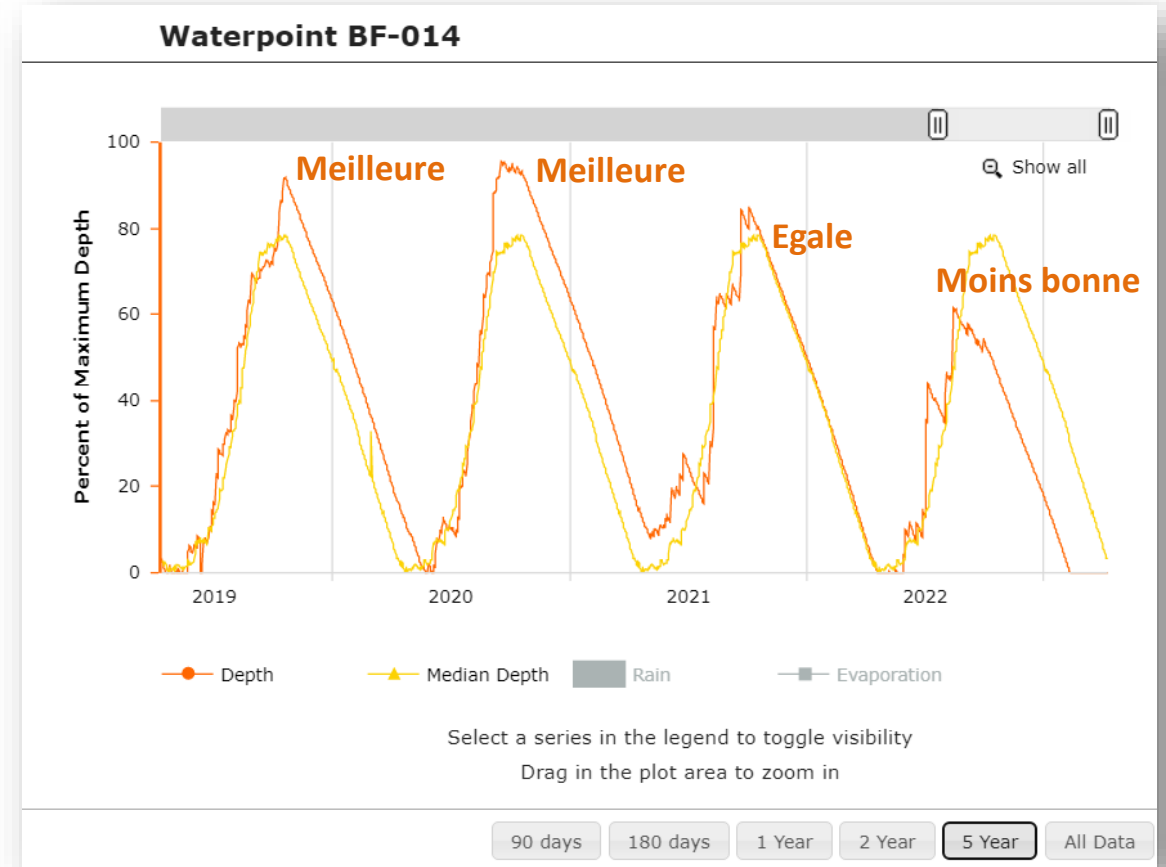 Waterpoint BF-014
100
Meilleure
Meilleure
Show all
80
Egale
Moins bonne
60
40
20
0
Percent of Maximum Depth
2019 2020 2021 2022
Depth Median Depth Rain Evaporation
Select a series in the legend to toggle visibility
Drag in the plot area to zoom in
90 days 180 days 1 Year 2 Year 5 Year All Data